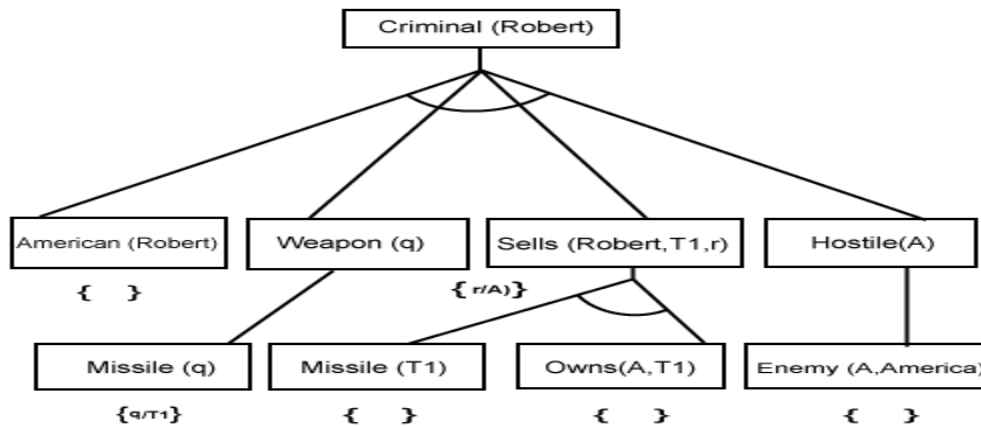 Criminal (Robert)
American (Robert)
Weapon (q)
Sells (Robert,T1,r)
Hostile(A)
{ }
{ r/A)}
Missile (q)
Missile (T1)
Owns(A,T1)
Enemy (A,America)
{q/T1}
{ }
{ }
{ }